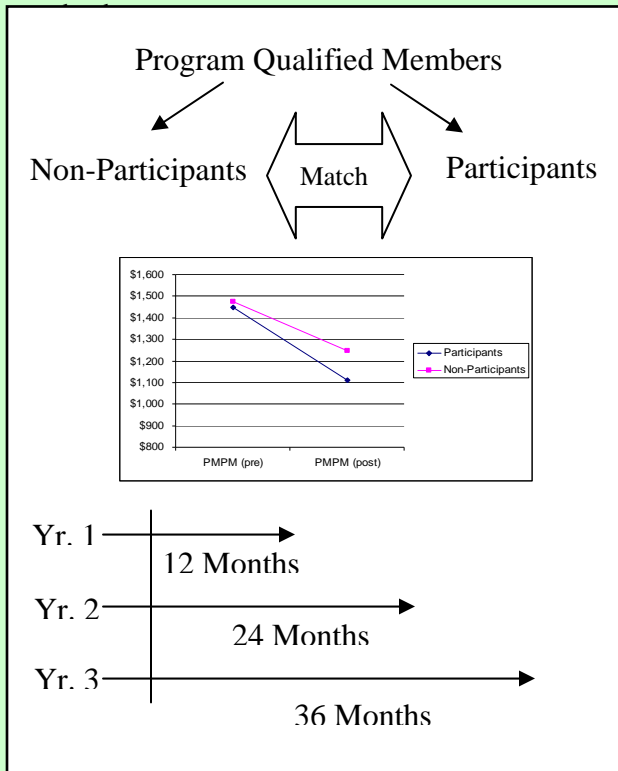 Program Qualified Members
Non-Participants
Match
Participants
$1,600
$1,500
$1,400
$1,300
$1,200
$1,100
$1,000
$900
$800
PMPM (pre)
PMPM (post)
Participants
Non-Participants
Yr. 1
12 Months
Yr. 2
24 Months
Yr. 3
36 Months